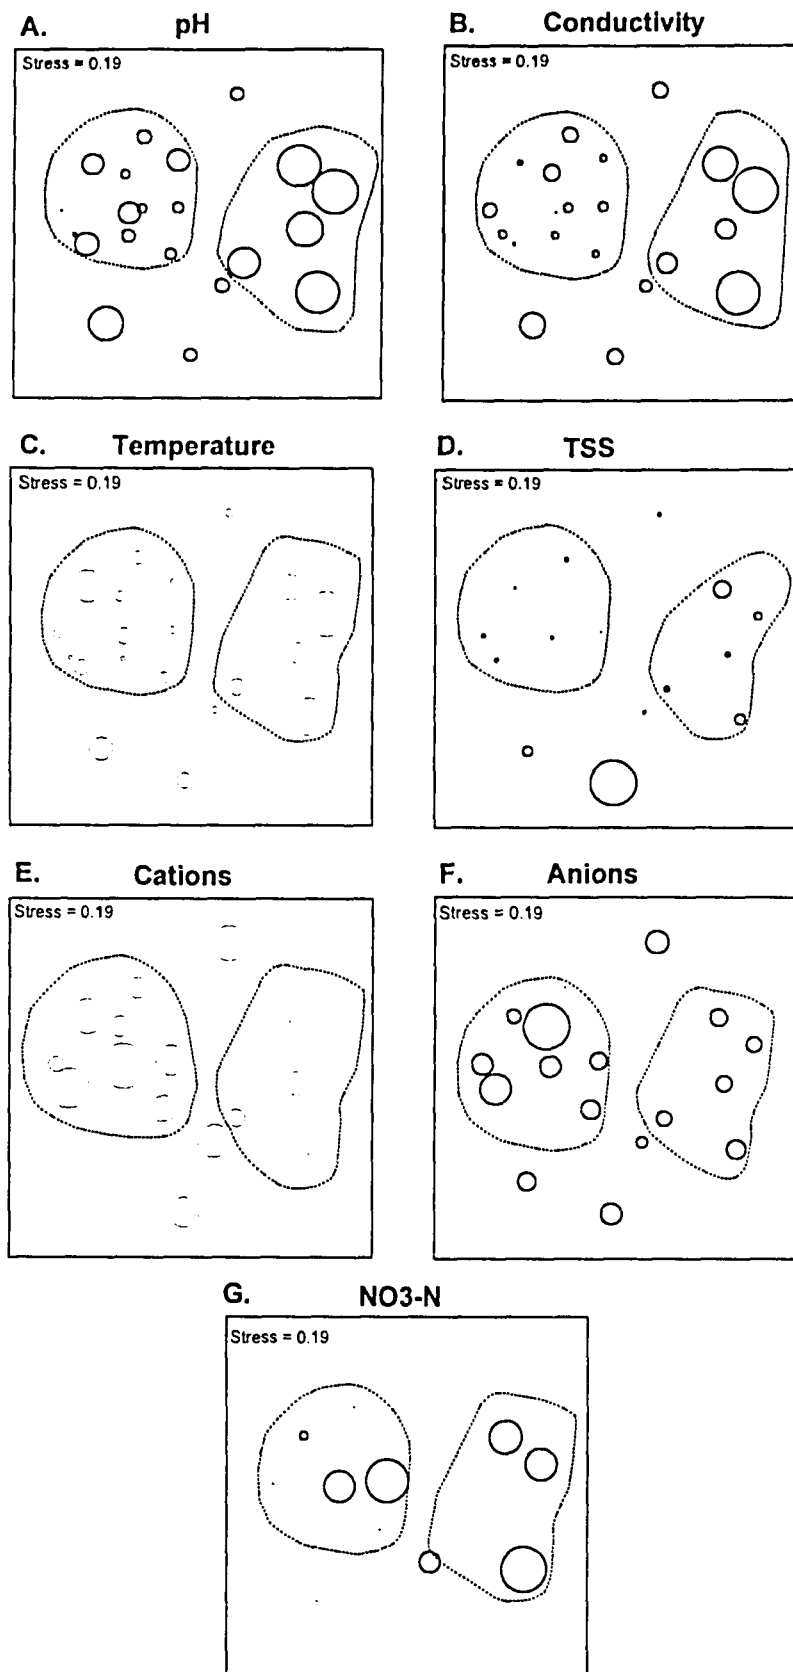 A. pH
B. Conductivity
Stress = 0.19
Stress = 0.19
C. Temperature
D. TSS
Stress = 0.19
Stress = 0.19
E. Cations
F. Anions
Stress = 0.19
Stress = 0.19
G. NO3-N
Stress = 0.19